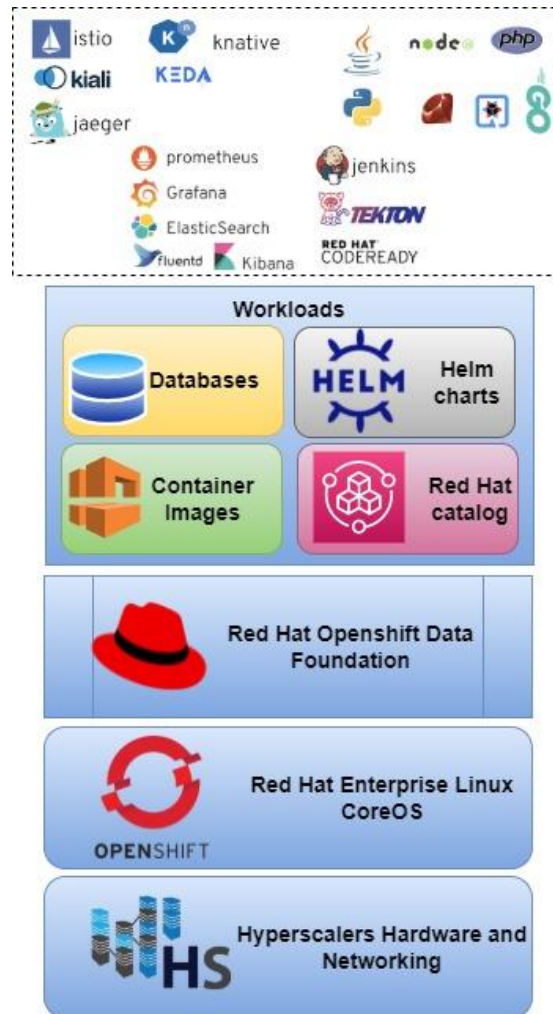 istio
knative
node
php
kiali
KEDA
jaeger
GO
prometheus
jenkins
Grafana
TEKTON
ElasticSearch
RED HAT
CODEREADY
fluentd
Kibana
Workloads
Databases
HELM
Helm
charts
Container
Images
Red Hat
catalog
Red Hat Openshift Data
Foundation
Red Hat Enterprise Linux
CoreOS
OPENSHIFT
Hyperscalers Hardware and
Networking
HS